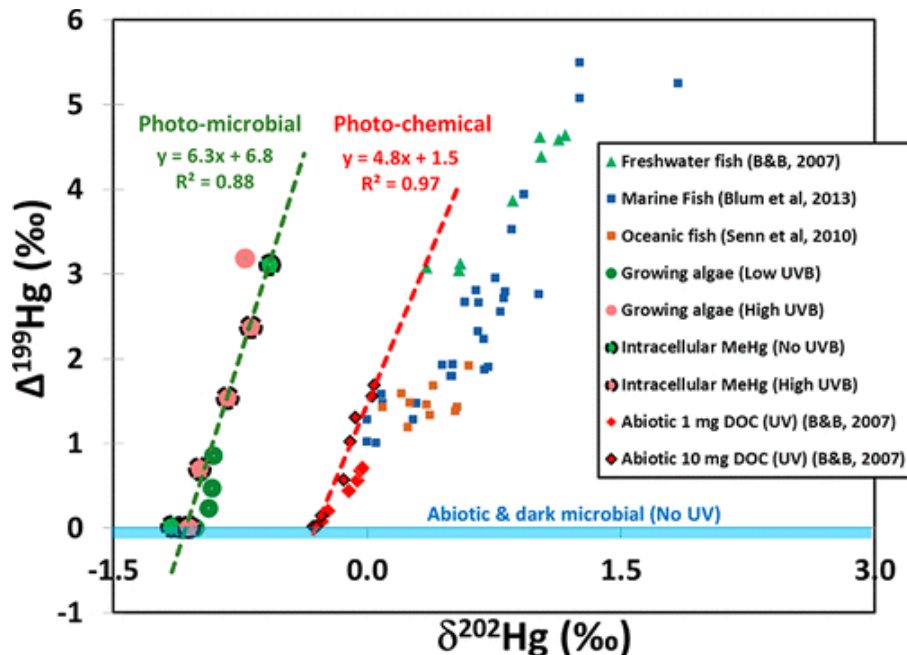 6
5
4
3
2
1
0
-1
Δ¹⁹⁹Hg (‰)
Photo-microbial
y = 6.3x + 6.8
R² = 0.88
Photo-chemical
y = 4.8x + 1.5
R² = 0.97
Freshwater fish (B&B, 2007)
Marine Fish (Blum et al, 2013)
Oceanic fish (Senn et al, 2010)
Growing algae (Low UVB)
Growing algae (High UVB)
Intracellular MeHg (No UVB)
Intracellular MeHg (High UVB)
Abiotic 1 mg DOC (UV) (B&B, 2007)
Abiotic 10 mg DOC (UV) (B&B, 2007)
Abiotic & dark microbial (No UV)
-1.5 0.0 1.5 3.0
δ²⁰²Hg (‰)